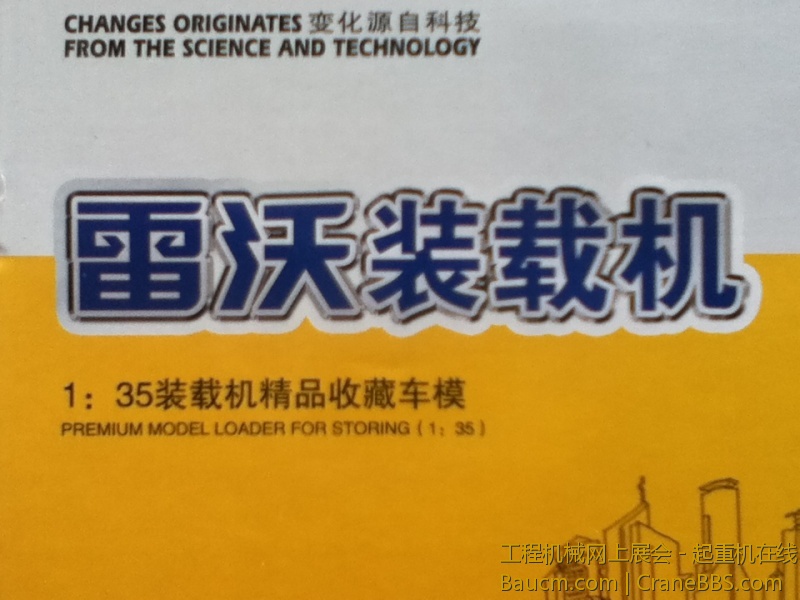 CHANGES ORIGINATES 变化源自科技
FROM THE SCIENCE AND TECHNOLOGY
雷沃装载机
1：35装载机精品收藏车模
PREMIUM MODEL LOADER FOR STORING（1：35）
工程机械网上展会 - 起重机在线
Baucm.com | CraneBBS.com